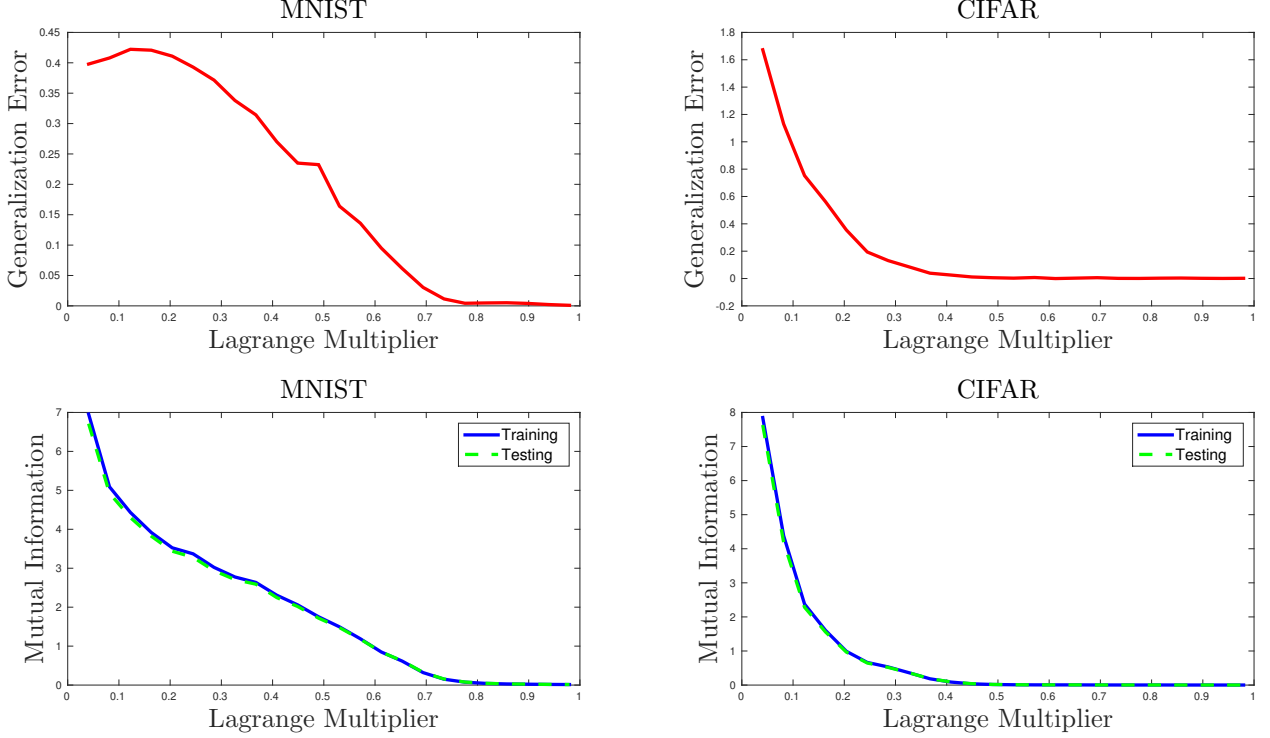 MNIST
Generalization Error
0.45
0.4
0.35
0.3
0.25
0.2
0.15
0.1
0.05
0
0 0.1 0.2 0.3 0.4 0.5 0.6 0.7 0.8 0.9 1
Lagrange Multiplier
CIFAR
Generalization Error
1.8
1.6
1.4
1.2
1
0.8
0.6
0.4
0.2
0
-0.2
0 0.1 0.2 0.3 0.4 0.5 0.6 0.7 0.8 0.9 1
Lagrange Multiplier
MNIST
Mutual Information
7
6
5
4
3
2
1
0
Training
Testing
0 0.1 0.2 0.3 0.4 0.5 0.6 0.7 0.8 0.9 1
Lagrange Multiplier
CIFAR
Mutual Information
8
7
6
5
4
3
2
1
0
Training
Testing
0 0.1 0.2 0.3 0.4 0.5 0.6 0.7 0.8 0.9 1
Lagrange Multiplier